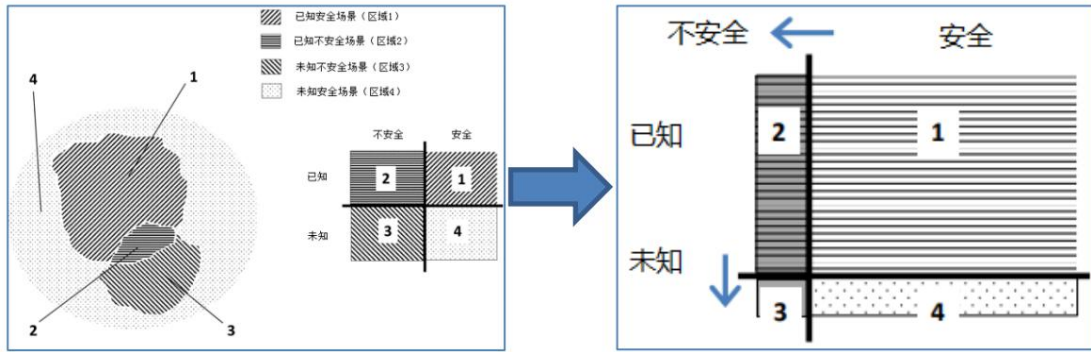 已知安全场景（区域1）
已知不安全场景（区域2）
未知不安全场景（区域3）
未知安全场景（区域4）
4
1
2
3
不安全 安全
已知 2 1
未知 3 4
不安全 安全
已知 2 1
未知
3 4